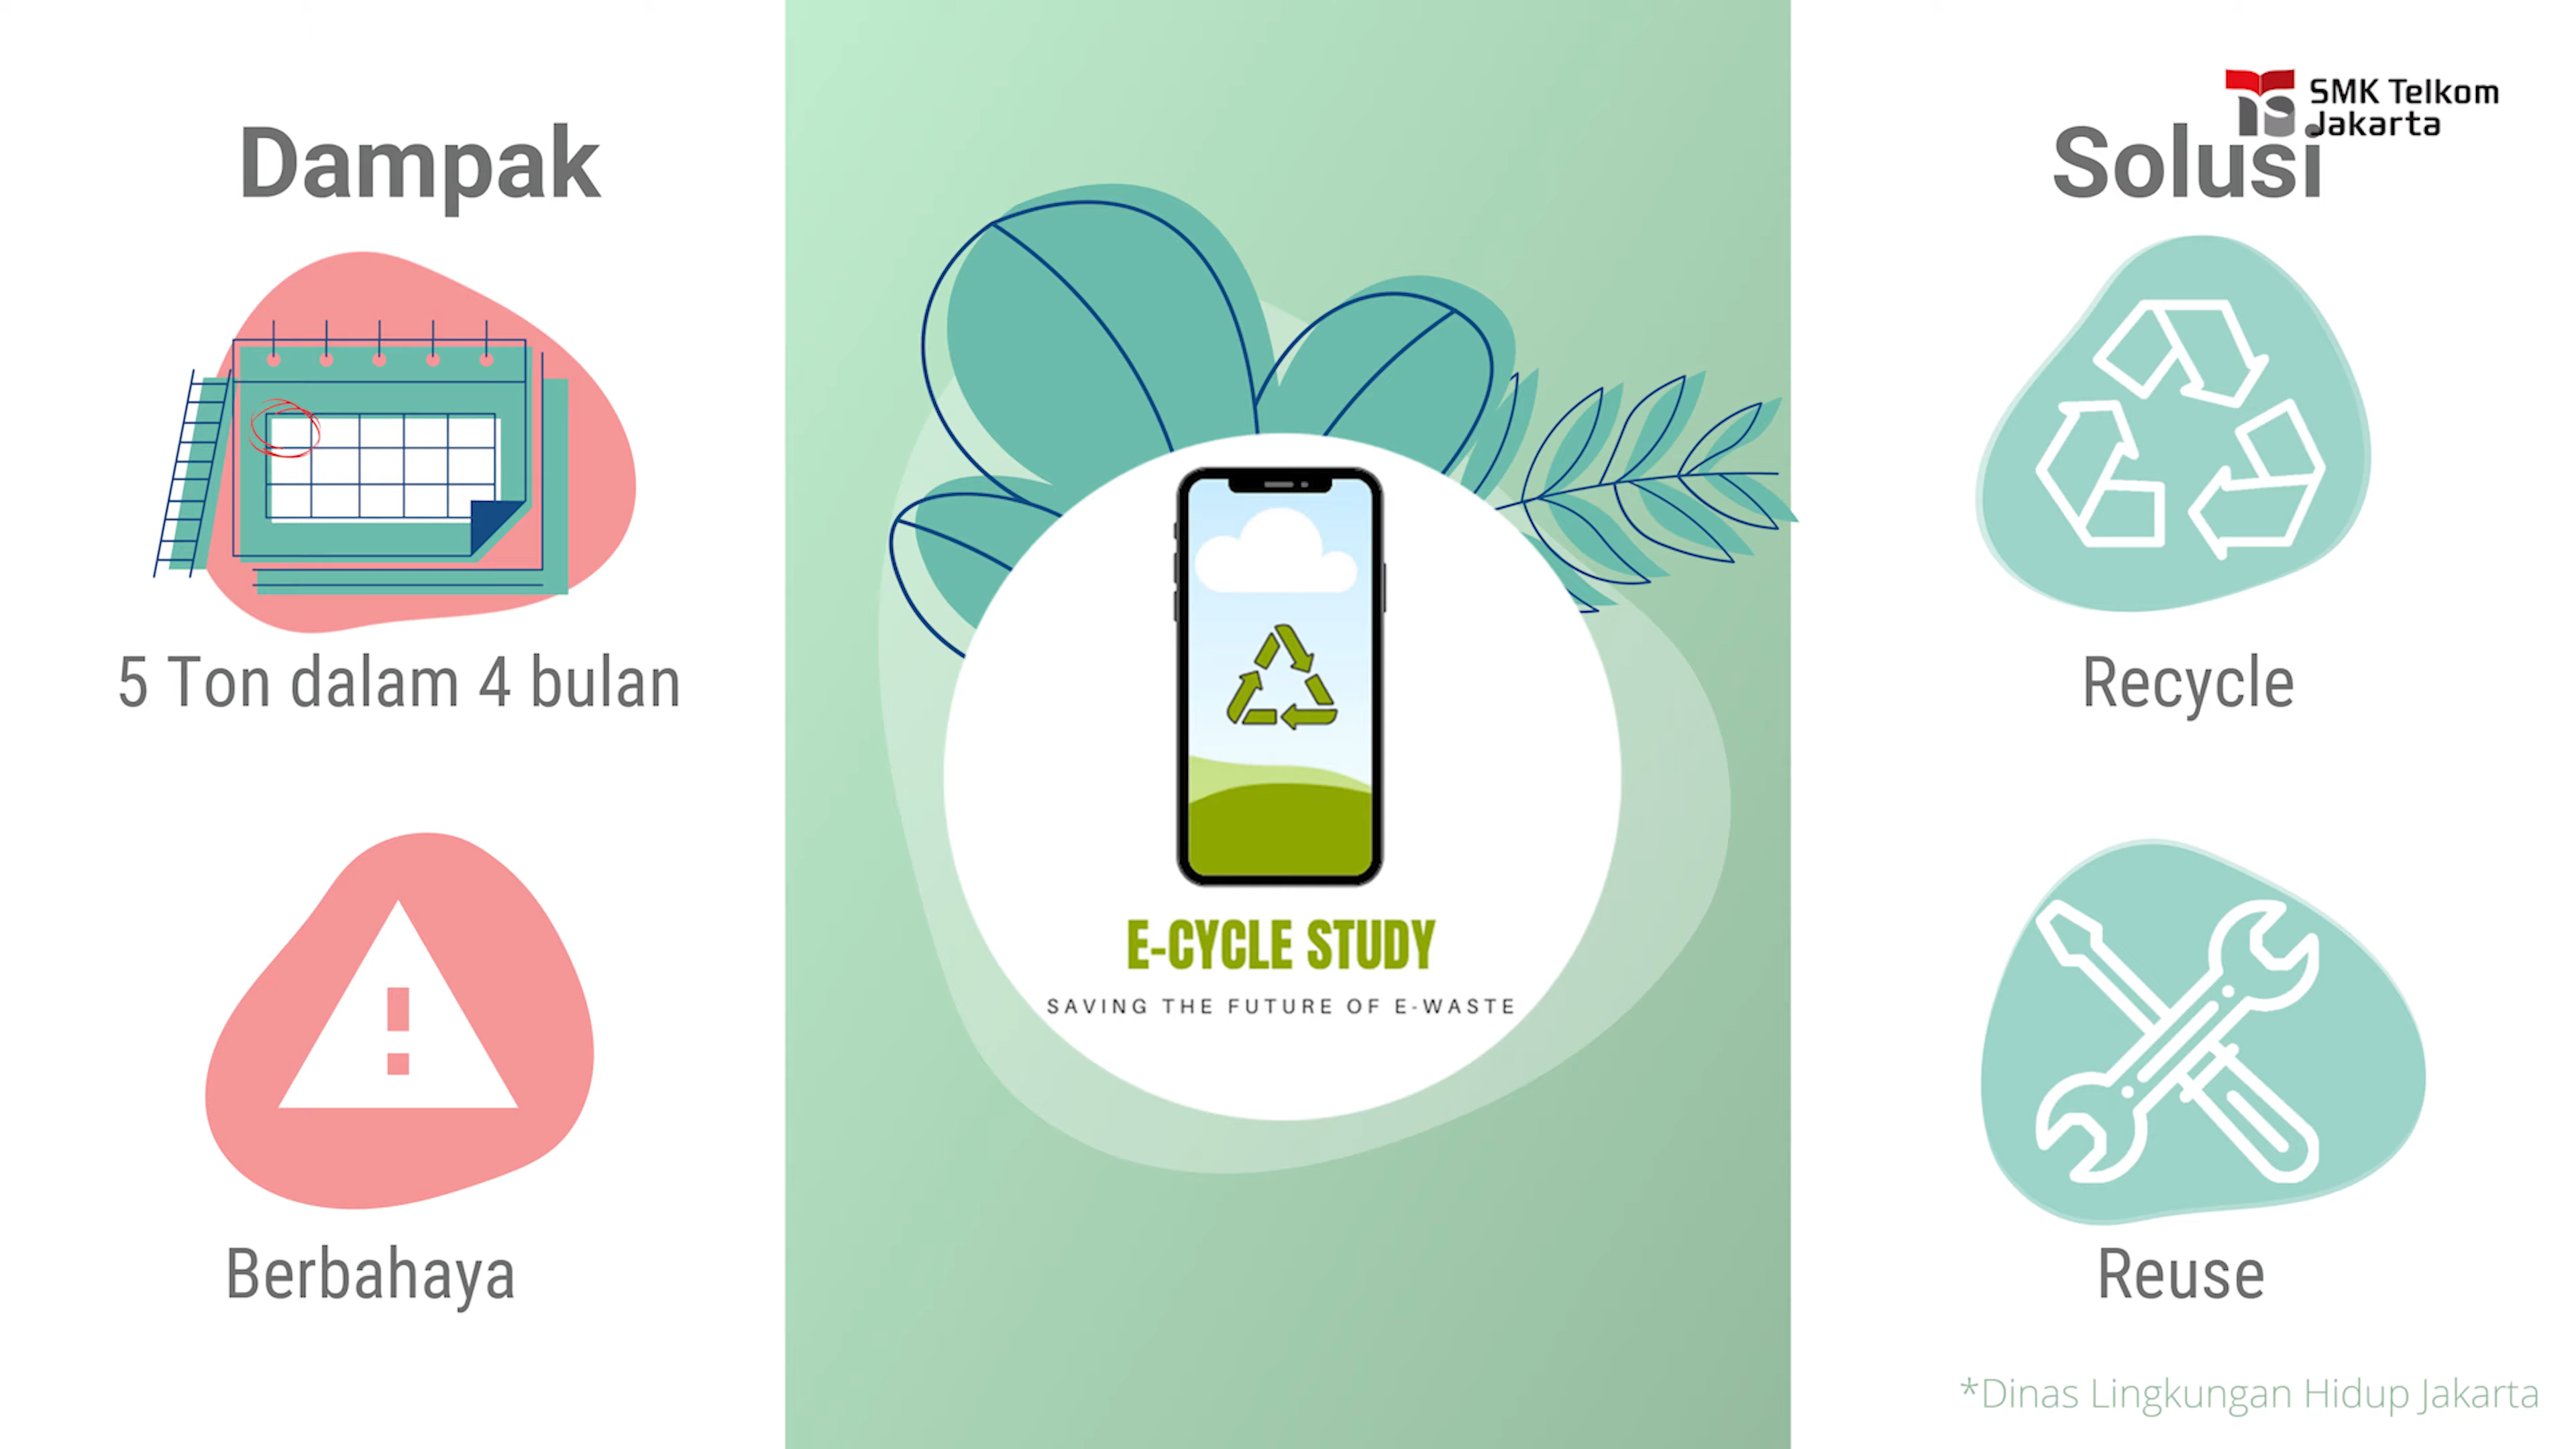 Dampak
5 Ton dalam 4 bulan
Berbahaya
E-CYCLE STUDY
SAVING THE FUTURE OF E-WASTE
SMK Telkom
Jakarta
Solusi
Recycle
Reuse
*Dinas Lingkungan Hidup Jakarta